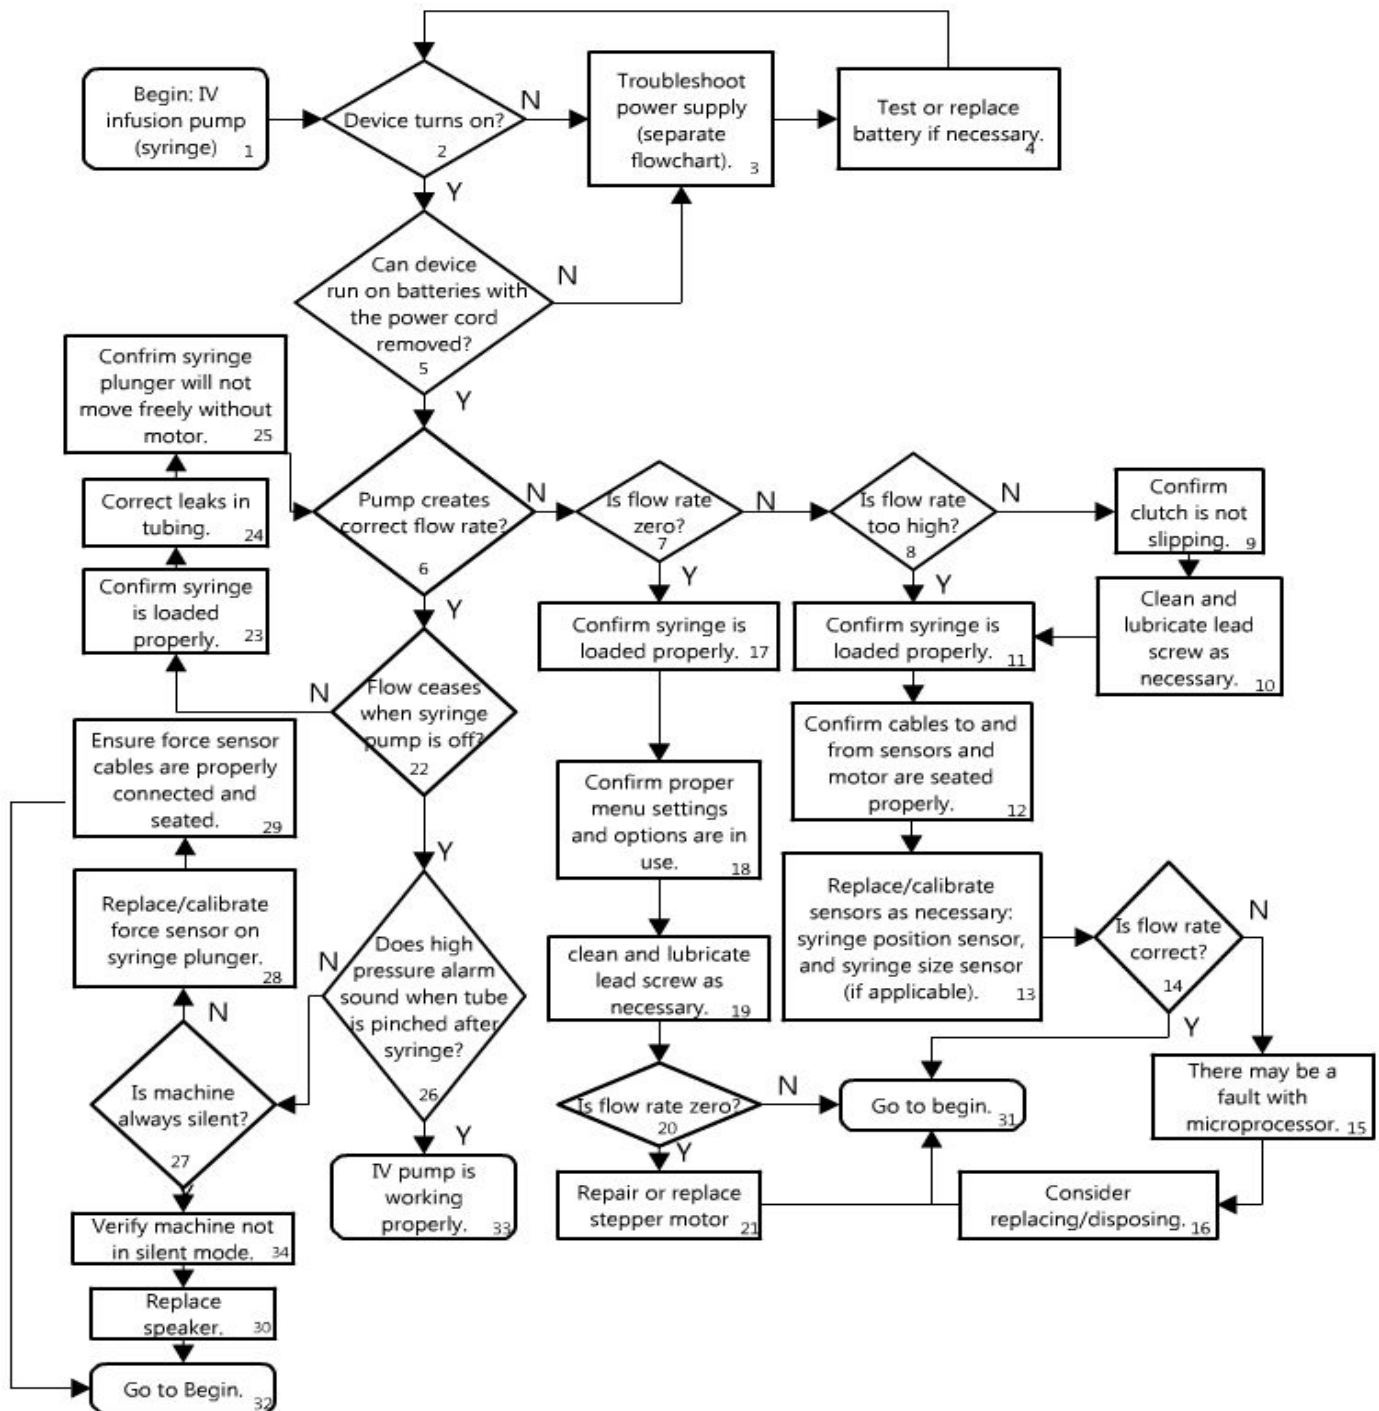 Begin: IV
infusion pump
(syringe)
1
Device turns on?
2
N
Y
Troubleshoot
power supply
(separate
flowchart).
3
Test or replace
battery if necessary.
4
Can device
run on batteries with
the power cord
removed?
5
N
Y
Confrim syringe
plunger will not
move freely without
motor.
25
Correct leaks in
tubing.
24
Confirm syringe
is loaded
properly.
23
Pump creates
correct flow rate?
6
N
Y
Is flow rate
zero?
7
N
Y
Is flow rate
too high?
8
N
Y
Confirm
clutch is not
slipping.
9
Clean and
lubricate lead
screw as
necessary.
10
Confirm syringe is
loaded properly.
17
Confirm syringe is
loaded properly.
11
Flow ceases
when syringe
pump is off?
22
N
Y
Confirm proper
menu settings
and options are in
use.
18
Confirm cables to and
from sensors and
motor are seated
properly.
12
Ensure force sensor
cables are properly
connected and
seated.
29
Replace/calibrate
force sensor on
syringe plunger.
28
clean and lubricate
lead screw as
necessary.
19
Replace/calibrate
sensors as necessary:
syringe position sensor,
and syringe size sensor
(if applicable).
13
Is flow rate
correct?
14
N
Y
Does high
pressure alarm
sound when tube
is pinched after
syringe?
26
N
Y
Is machine
always silent?
27
N
Y
Is flow rate zero?
20
N
Y
Go to begin.
31
There may be a
fault with
microprocessor.
15
IV pump is
working
properly.
33
Repair or replace
stepper motor
21
Consider
replacing/disposing.
16
Verify machine not
in silent mode.
34
Replace
speaker.
30
Go to Begin.
32